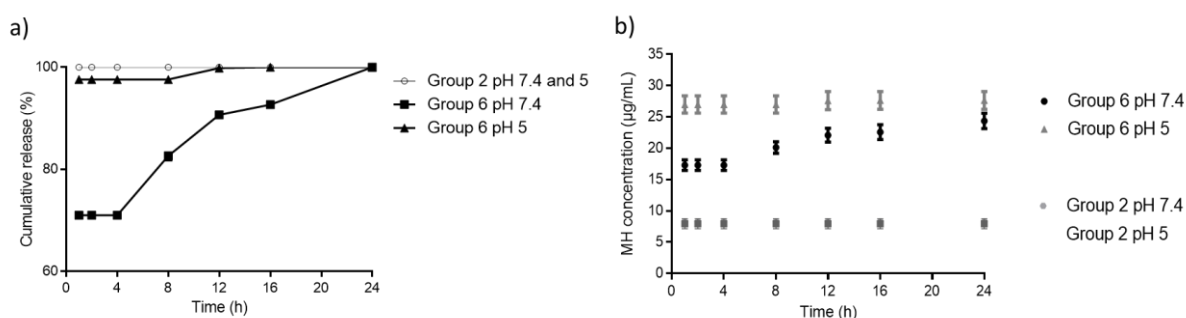 a)
Cumulative release (%)
100
80
60
0 4 8 12 16 20 24
Time (h)
Group 2 pH 7.4 and 5
Group 6 pH 7.4
Group 6 pH 5
b)
MH concentration (µg/mL)
35
30
25
20
15
10
5
0
0 4 8 12 16 20 24
Time (h)
Group 6 pH 7.4
Group 6 pH 5
Group 2 pH 7.4
Group 2 pH 5